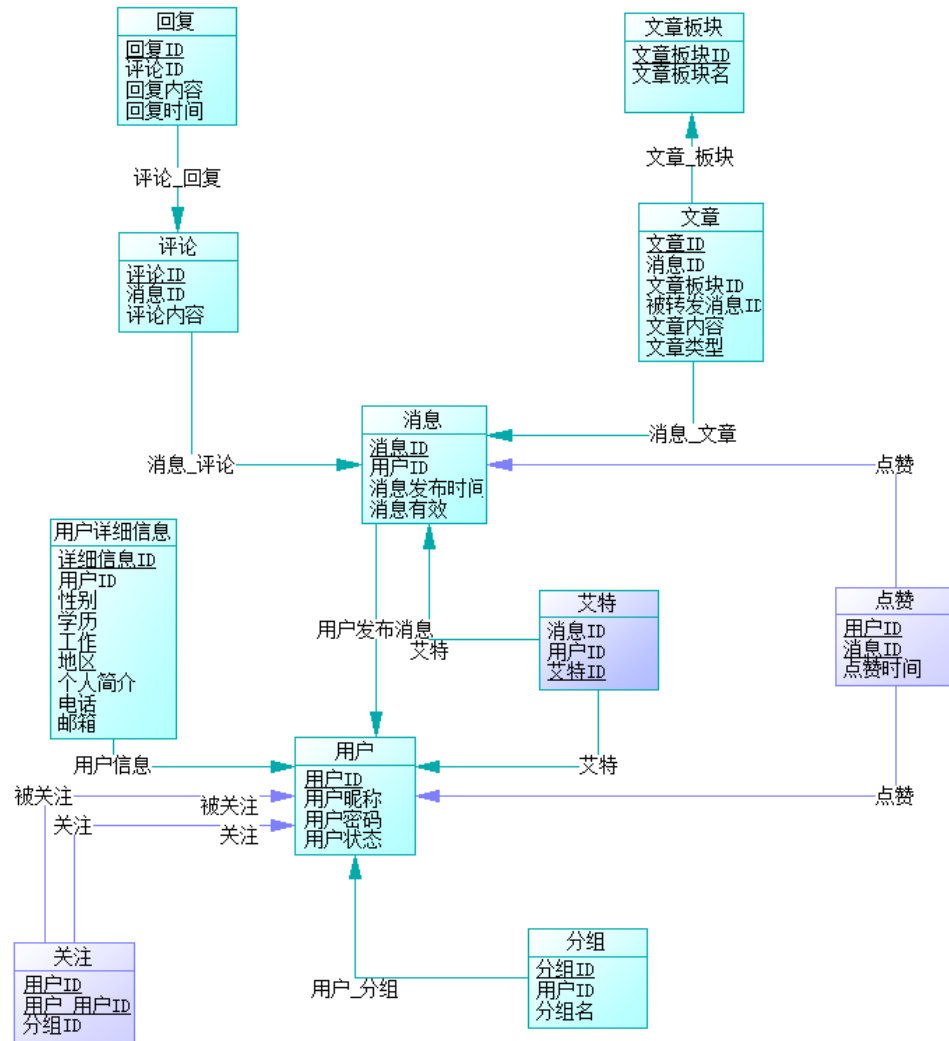 回复
回复ID
评论ID
回复内容
回复时间
文章板块
文章板块ID
文章板块名
评论_回复
文章_板块
评论
评论ID
消息ID
评论内容
文章
文章ID
消息ID
文章板块ID
被转发消息ID
文章内容
文章类型
消息_评论
消息_文章
消息
消息ID
用户ID
消息发布时间
消息有效
点赞
用户详细信息
详细信息ID
用户ID
性别
学历
工作
地区
个人简介
电话
邮箱
用户发布消息
艾特
艾特
消息ID
用户ID
艾特ID
点赞
用户ID
消息ID
点赞时间
用户信息
艾特
用户
用户ID
用户昵称
用户密码
用户状态
被关注
被关注
关注
关注
点赞
关注
用户ID
用户_用户ID
分组ID
用户_分组
分组
分组ID
用户ID
分组名